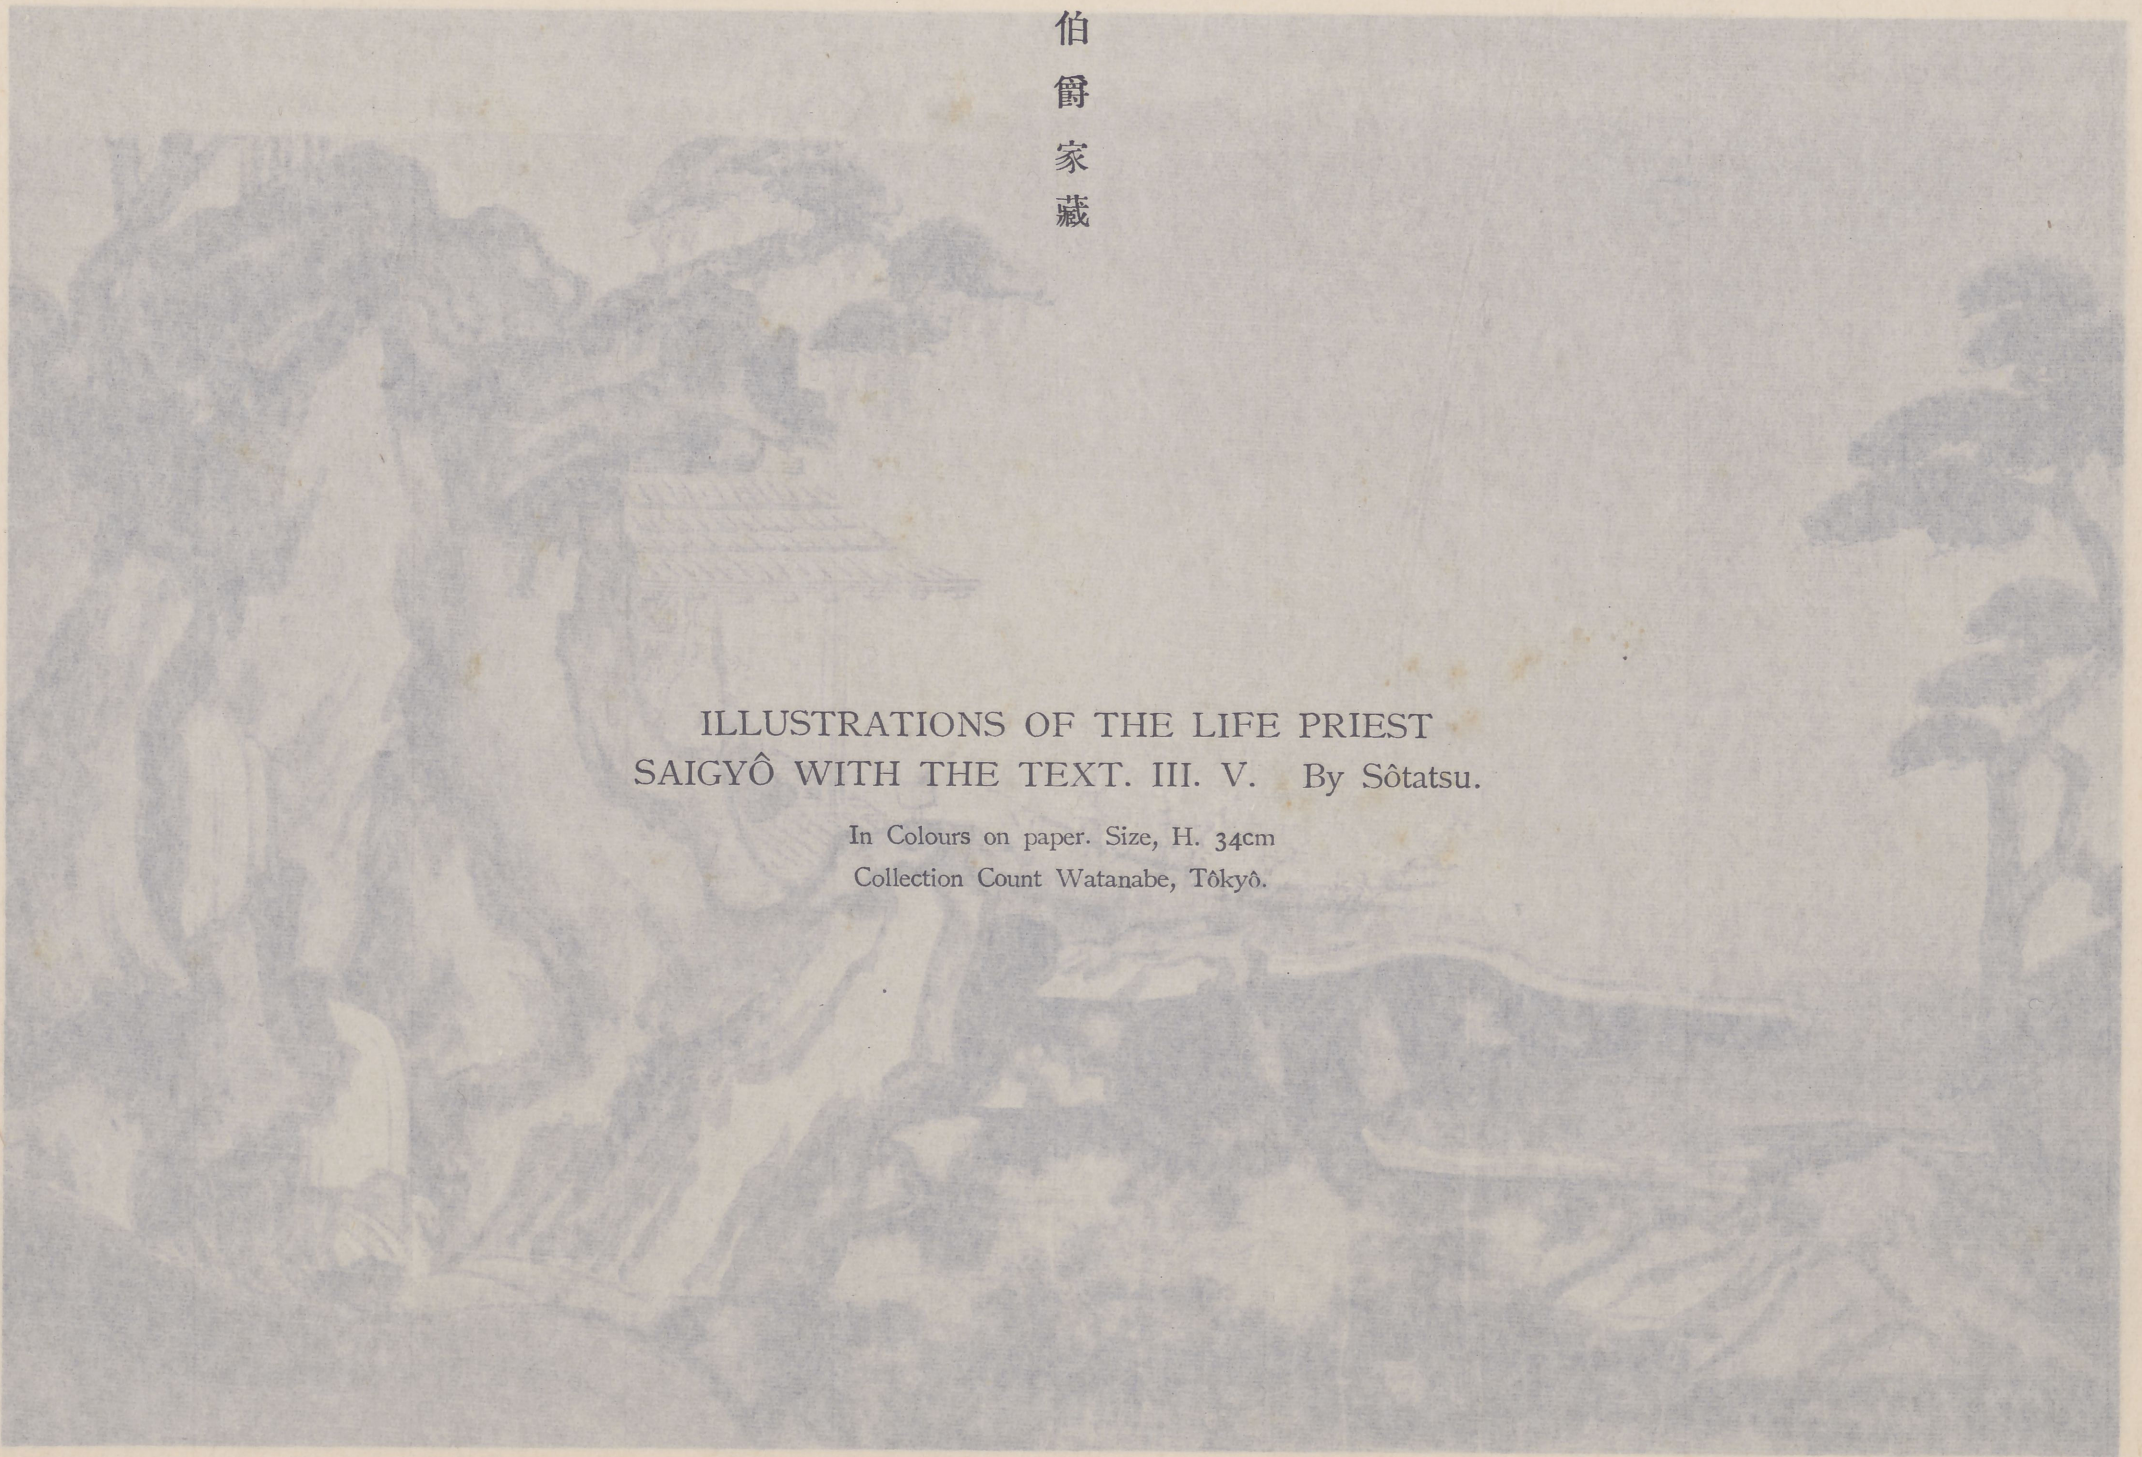 伯爵家藏
ILLUSTRATIONS OF THE LIFE PRIEST
SAIGYÔ WITH THE TEXT. III. V. By Sôtatsu.
In Colours on paper. Size, H. 34cm
Collection Count Watanabe, Tôkyô.